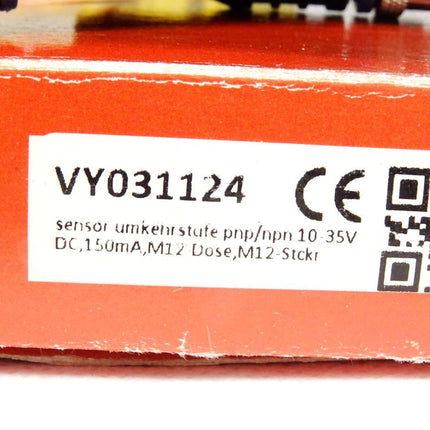 VY031124 CE
sensor umkehrstufe pnp/npn 10-35V
DC,150mA,M12 Dose,M12-Stckr